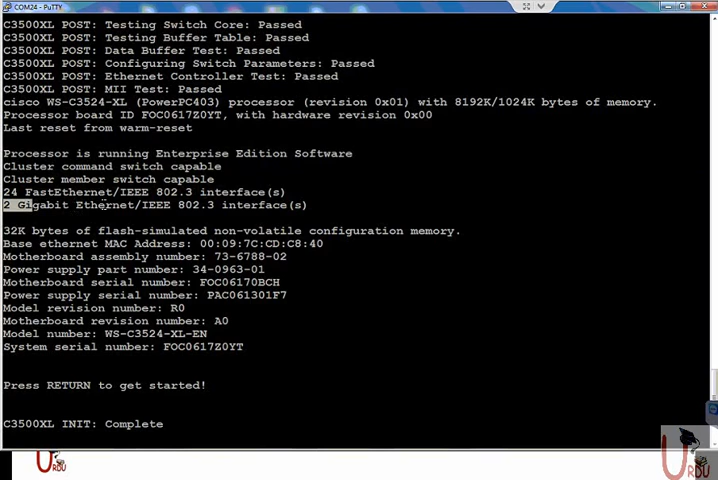 COM24 - PuTTY
C3500XL POST: Testing Switch Core: Passed
C3500XL POST: Testing Buffer Table: Passed
C3500XL POST: Data Buffer Test: Passed
C3500XL POST: Configuring Switch Parameters: Passed
C3500XL POST: Ethernet Controller Test: Passed
C3500XL POST: MII Test: Passed
cisco WS-C3524-XL (PowerPC403) processor (revision 0x01) with 8192K/1024K bytes of memory.
Processor board ID FOC0617Z0YT, with hardware revision 0x00
Last reset from warm-reset
Processor is running Enterprise Edition Software
Cluster command switch capable
Cluster member switch capable
24 FastEthernet/IEEE 802.3 interface(s)
2 Gigabit Ethernet/IEEE 802.3 interface(s)
32K bytes of flash-simulated non-volatile configuration memory.
Base ethernet MAC Address: 00:09:7C:CD:C8:40
Motherboard assembly number: 73-6788-02
Power supply part number: 34-0963-01
Motherboard serial number: FOC06170BCH
Power supply serial number: PAC061301F7
Model revision number: R0
Motherboard revision number: A0
Model number: WS-C3524-XL-EN
System serial number: FOC0617Z0YT
Press RETURN to get started!
C3500XL INIT: Complete
URDU
URDU
URDU